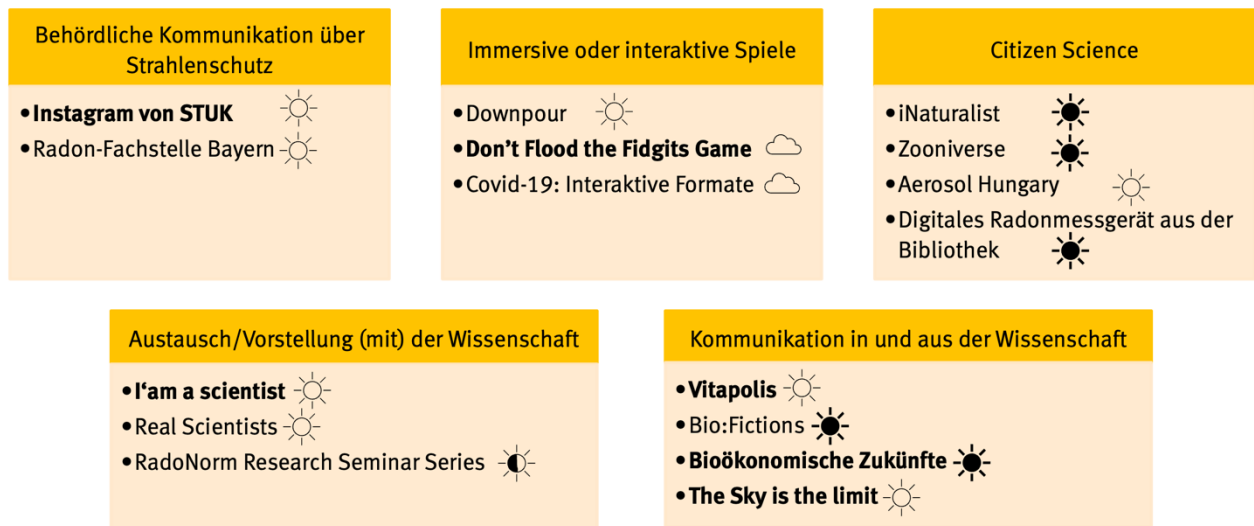 Behördliche Kommunikation über
Strahlenschutz
•Instagram von STUK
•Radon-Fachstelle Bayern
Immersive oder interaktive Spiele
•Downpour
•Don’t Flood the Fidgits Game
•Covid-19: Interaktive Formate
Citizen Science
•iNaturalist
•Zooniverse
•Aerosol Hungary
•Digitales Radonmessgerät aus der
Bibliothek
Austausch/Vorstellung (mit) der Wissenschaft
•I‘am a scientist
•Real Scientists
•RadoNorm Research Seminar Series
Kommunikation in und aus der Wissenschaft
•Vitapolis
•Bio:Fictions
•Bioökonomische Zukünfte
•The Sky is the limit